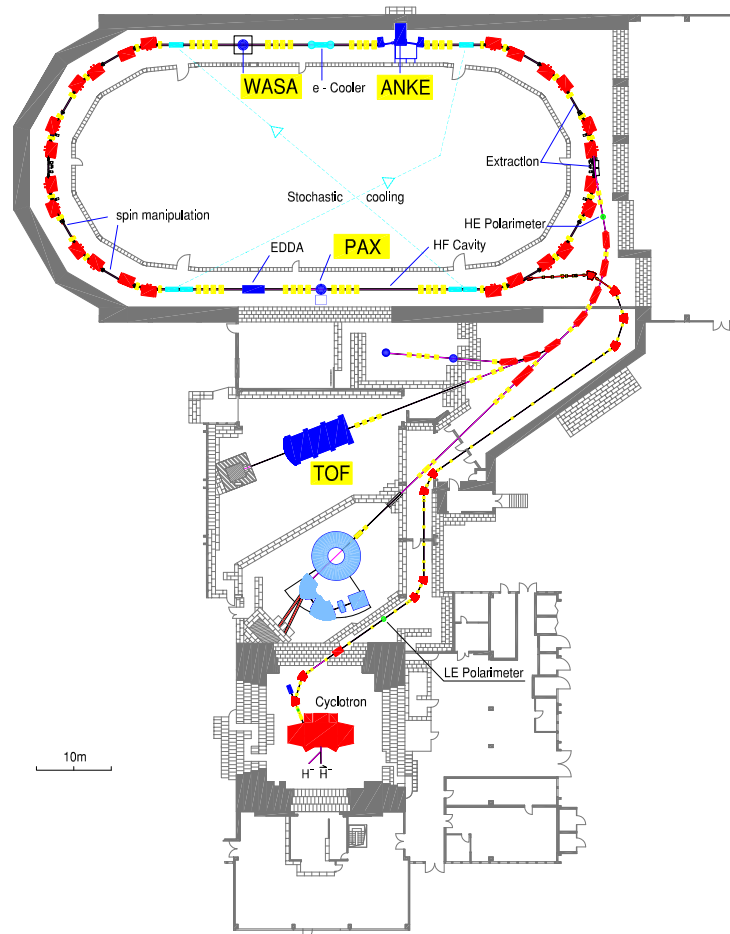 WASA
e - Cooler
ANKE
Extraction
Stochastic cooling
spin manipulation
HE Polarimeter
EDDA
PAX
HF Cavity
TOF
LE Polarimeter
Cyclotron
10m
H⁻ H⃗⁻